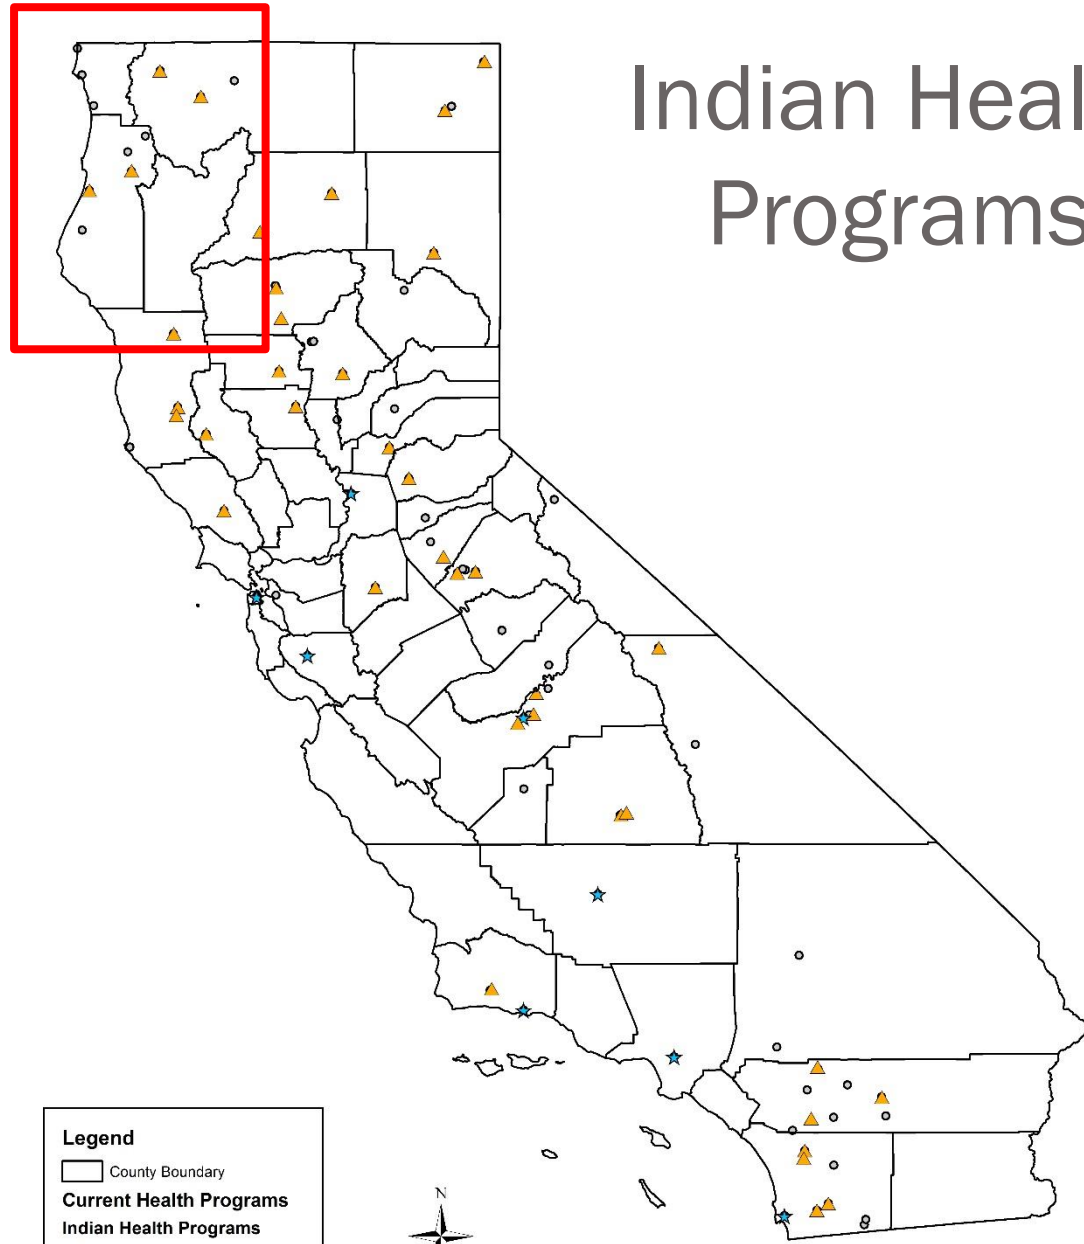 Indian Heal
Programs
Legend
County Boundary
Current Health Programs
Indian Health Programs
N